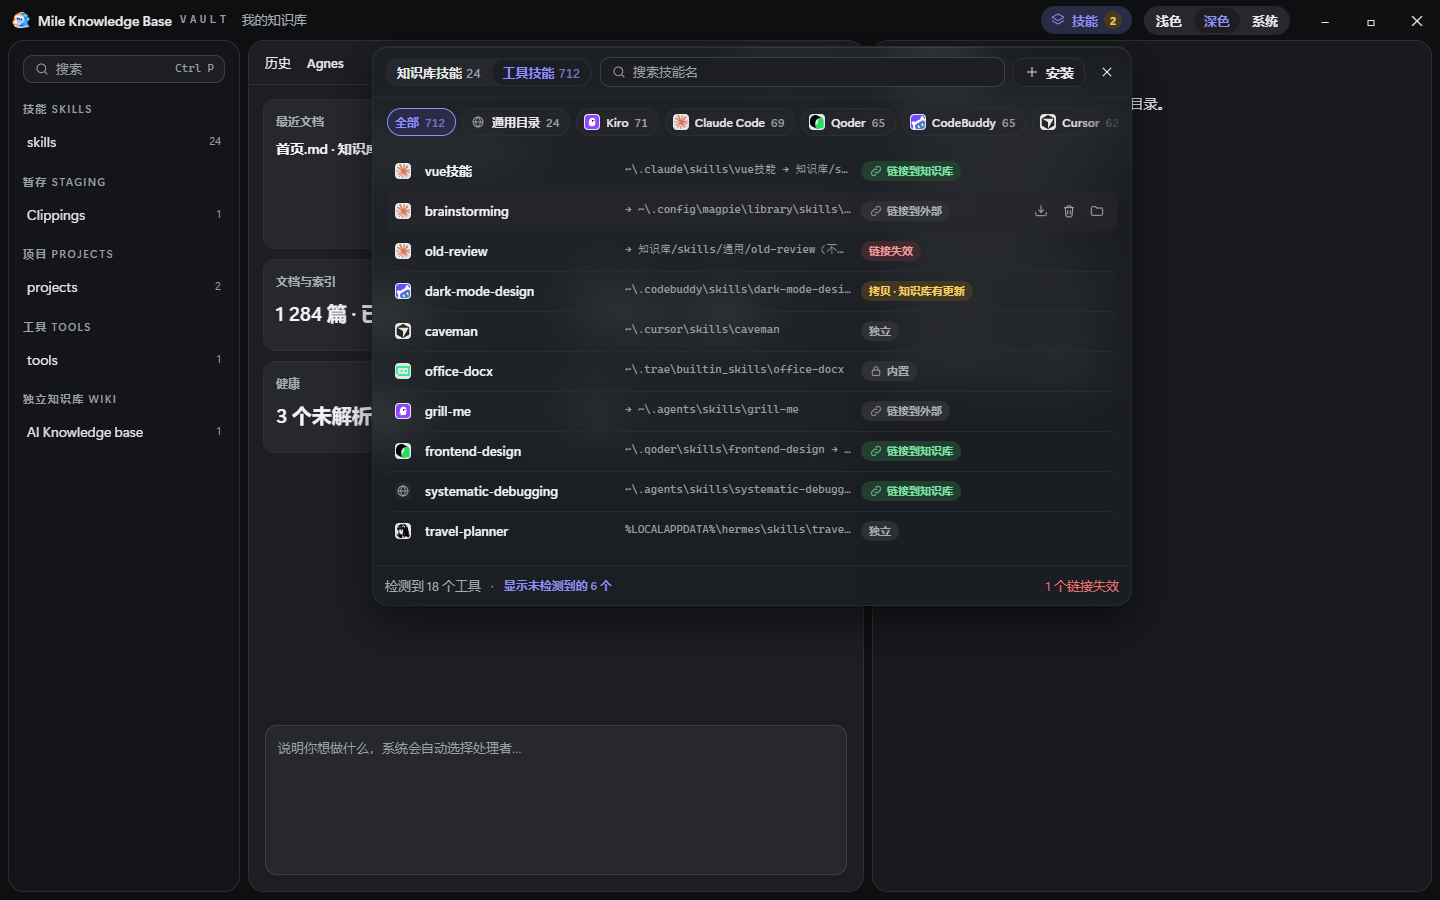 Mile Knowledge Base VAULT 我的知识库
技能 2
浅色 深色 系统
搜索 Ctrl P
技能 SKILLS
skills 24
暂存 STAGING
Clippings 1
项目 PROJECTS
projects 2
工具 TOOLS
tools 1
独立知识库 WIKI
AI Knowledge base 1
历史 Agnes
最近文档
首页.md · 知识
文档与索引
1 284 篇 ·
健康
3 个未解析
说明你想做什么，系统会自动选择处理者...
目录。
知识库技能 24 工具技能 712 搜索技能名 + 安装
全部 712 通用目录 24 Kiro 71 Claude Code 69 Qoder 65 CodeBuddy 65 Cursor 62
vue技能 ~\.claude\skills\vue技能 → 知识库/s… 链接到知识库
brainstorming → ~\.config\magpie\library\skills\… 链接到外部
old-review → 知识库/skills/通用/old-review（不… 链接失效
dark-mode-design ~\.codebuddy\skills\dark-mode-desi… 拷贝 · 知识库有更新
caveman ~\.cursor\skills\caveman 独立
office-docx ~\.trae\builtin_skills\office-docx 内置
grill-me → ~\.agents\skills\grill-me 链接到外部
frontend-design ~\.qoder\skills\frontend-design → … 链接到知识库
systematic-debugging ~\.agents\skills\systematic-debugg… 链接到知识库
travel-planner %LOCALAPPDATA%\hermes\skills\trave… 独立
检测到 18 个工具 · 显示未检测到的 6 个 1 个链接失效